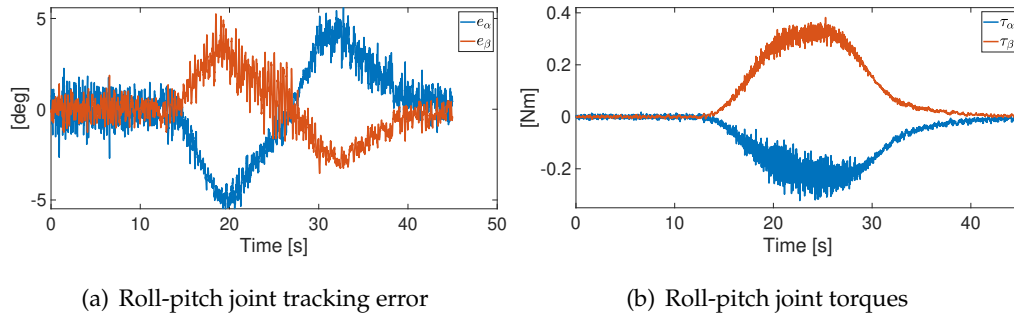 5
0
-5
[deg]
0 10 20 30 40 50
Time [s]
e_α
e_β
0.4
0.2
0
-0.2
[Nm]
0 10 20 30 40
Time [s]
τ_α
τ_β
(a) Roll-pitch joint tracking error
(b) Roll-pitch joint torques